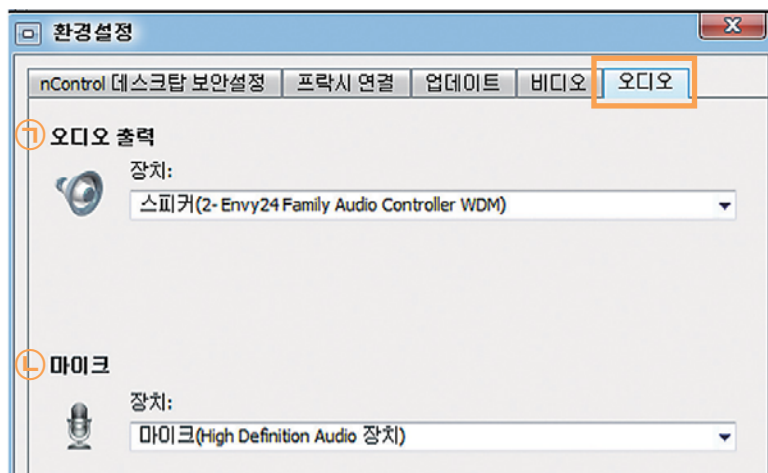 환경설정
nControl 데스크탑 보안설정 프락시 연결 업데이트 비디오 오디오
㉠ 오디오 출력
장치:
스피커(2- Envy24 Family Audio Controller WDM)
㉡ 마이크
장치:
마이크(High Definition Audio 장치)